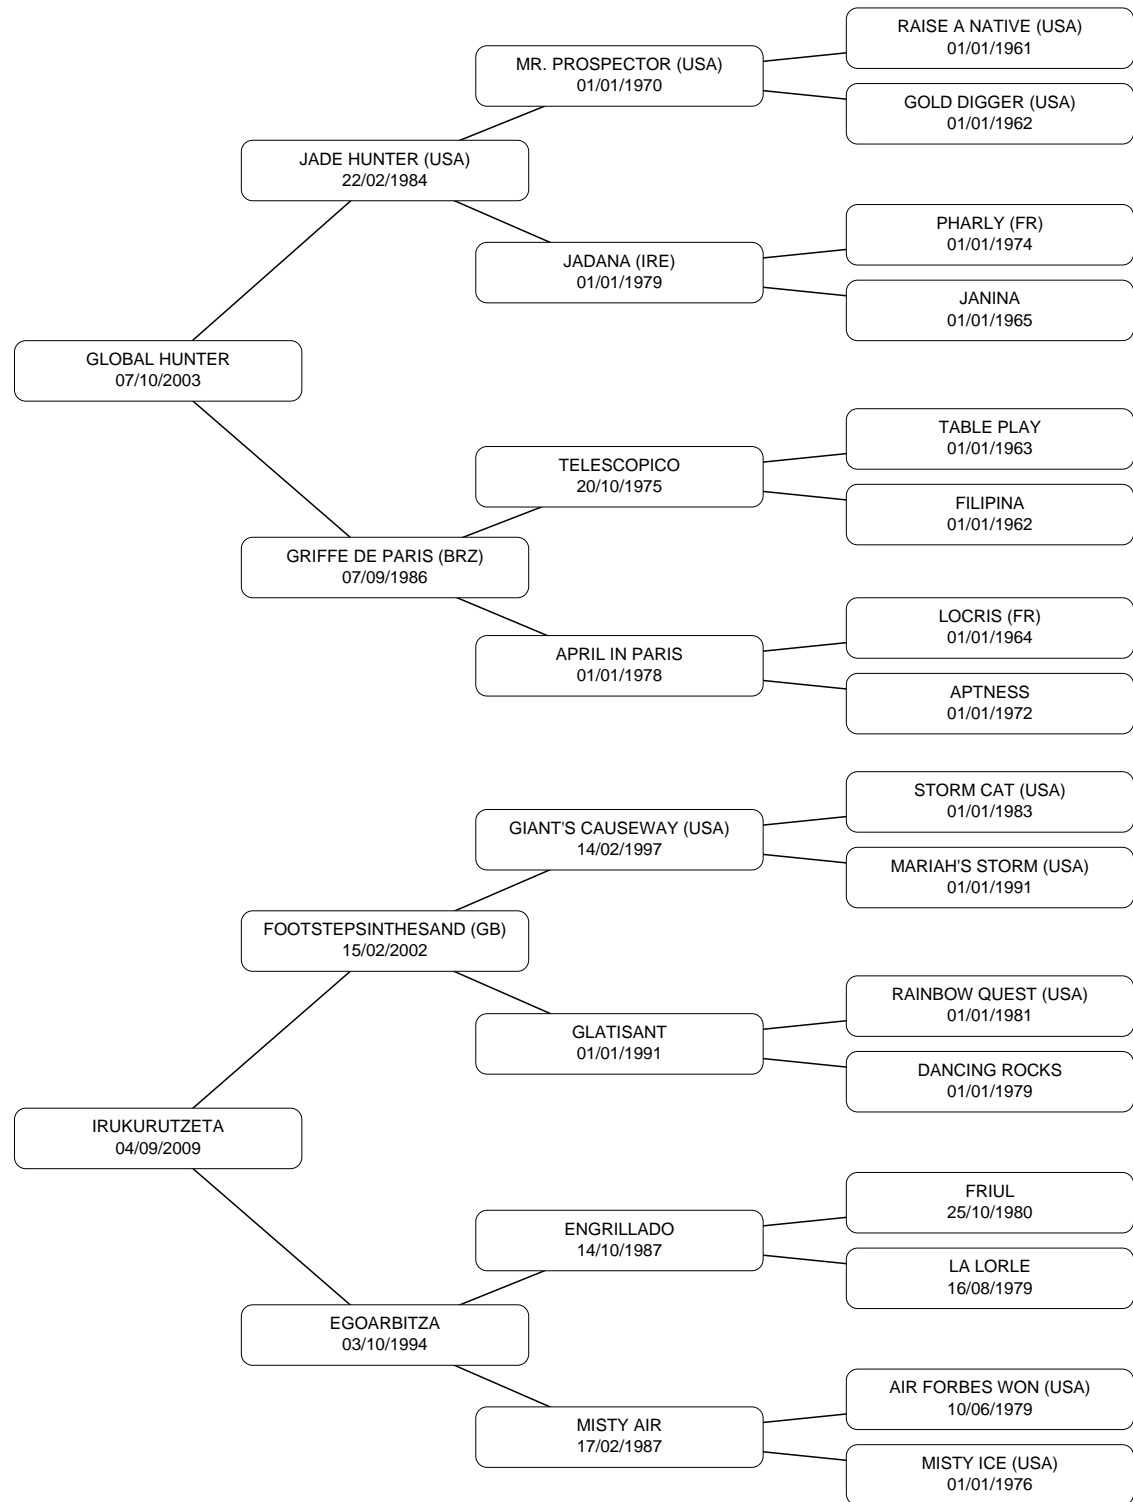 RAISE A NATIVE (USA)
01/01/1961
MR. PROSPECTOR (USA)
01/01/1970
GOLD DIGGER (USA)
01/01/1962
JADE HUNTER (USA)
22/02/1984
PHARLY (FR)
01/01/1974
JADANA (IRE)
01/01/1979
JANINA
01/01/1965
GLOBAL HUNTER
07/10/2003
TABLE PLAY
01/01/1963
TELESCOPICO
20/10/1975
FILIPINA
01/01/1962
GRIFFE DE PARIS (BRZ)
07/09/1986
LOCRIS (FR)
01/01/1964
APRIL IN PARIS
01/01/1978
APTNESS
01/01/1972
STORM CAT (USA)
01/01/1983
GIANT'S CAUSEWAY (USA)
14/02/1997
MARIAH'S STORM (USA)
01/01/1991
FOOTSTEPSINTHESAND (GB)
15/02/2002
RAINBOW QUEST (USA)
01/01/1981
GLATISANT
01/01/1991
DANCING ROCKS
01/01/1979
IRUKURUTZETA
04/09/2009
FRIUL
25/10/1980
ENGRILLADO
14/10/1987
LA LORLE
16/08/1979
EGOARBITZA
03/10/1994
AIR FORBES WON (USA)
10/06/1979
MISTY AIR
17/02/1987
MISTY ICE (USA)
01/01/1976